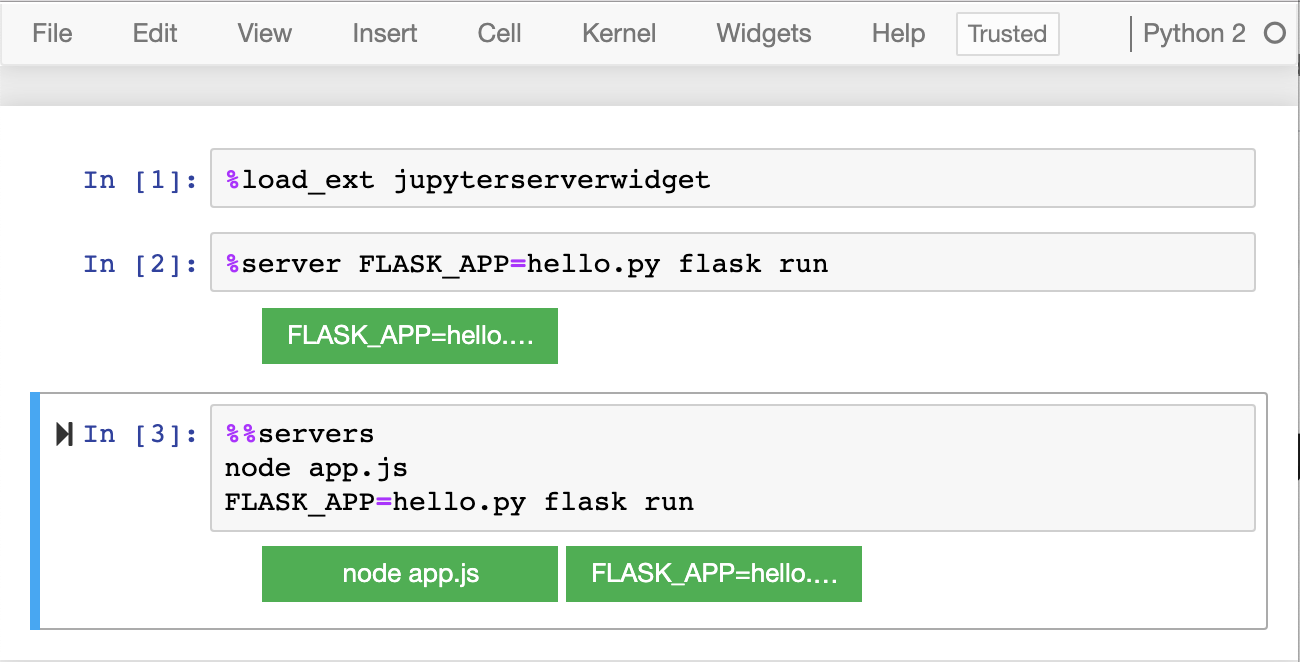 File Edit View Insert Cell Kernel Widgets Help Trusted Python 2
In [1]: %load_ext jupyterserverwidget
In [2]: %server FLASK_APP=hello.py flask run
FLASK_APP=hello....
In [3]: %%servers
node app.js
FLASK_APP=hello.py flask run
node app.js FLASK_APP=hello....